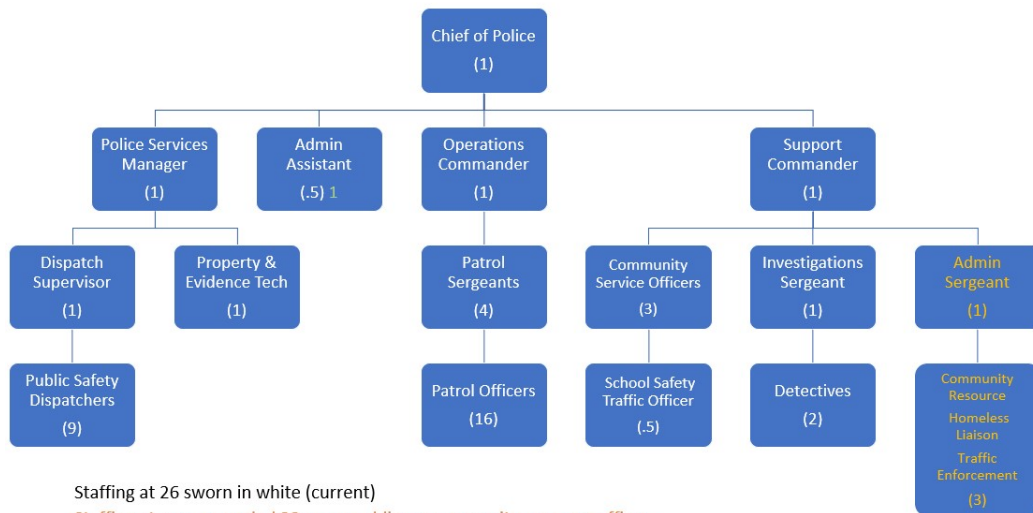 Chief of Police
(1)
Police Services
Manager
(1)
Admin
Assistant
(.5) 1
Operations
Commander
(1)
Support
Commander
(1)
Dispatch
Supervisor
(1)
Property &
Evidence Tech
(1)
Patrol
Sergeants
(4)
Community
Service Officers
(3)
Investigations
Sergeant
(1)
Admin
Sergeant
(1)
Public Safety
Dispatchers
(9)
Patrol Officers
(16)
School Safety
Traffic Officer
(.5)
Detectives
(2)
Community
Resource
Homeless
Liaison
Traffic
Enforcement
(3)
Staffing at 26 sworn in white (current)